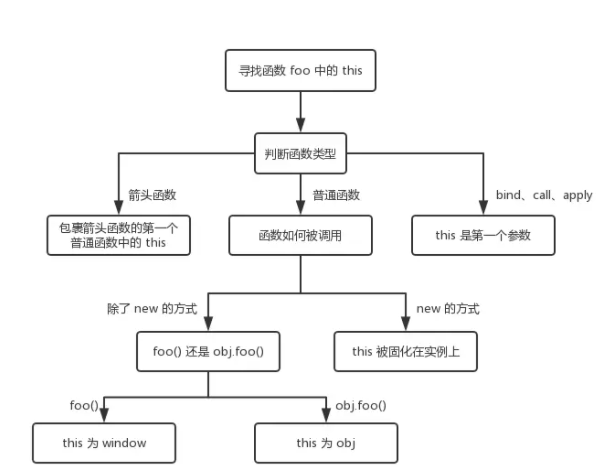 寻找函数 foo 中的 this
判断函数类型
箭头函数
普通函数
bind、call、apply
包裹箭头函数的第一个
普通函数中的 this
函数如何被调用
this 是第一个参数
除了 new 的方式
new 的方式
foo() 还是 obj.foo()
this 被固化在实例上
foo()
obj.foo()
this 为 window
this 为 obj